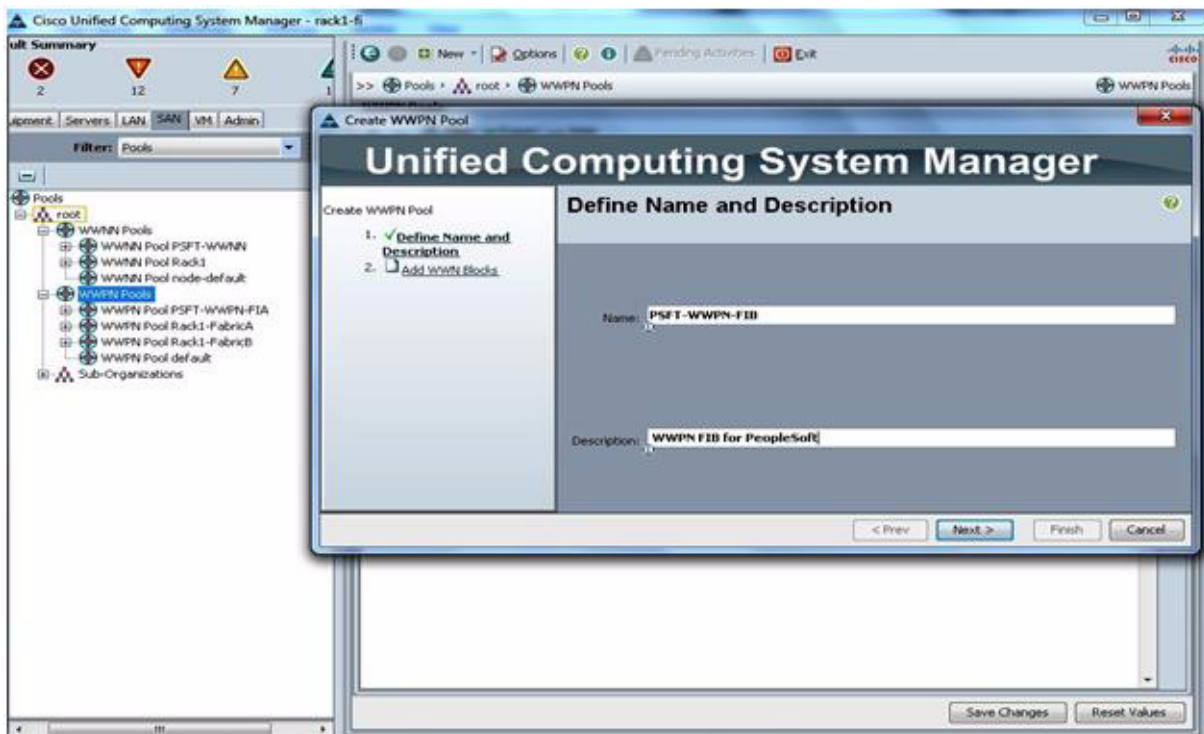 Cisco Unified Computing System Manager - rack1-fi
ult Summary
2 12 7 1
New Options Pending Activities Exit
CISCO
>> Pools root WWPN Pools
WWPN Pools
uipment Servers LAN SAN VM Admin
Filter: Pools
Pools
root
WWNN Pools
WWNN Pool PSFT-WWNN
WWNN Pool Rack1
WWNN Pool node-default
WWPN Pools
WWPN Pool PSFT-WWPN-FIA
WWPN Pool Rack1-FabricA
WWPN Pool Rack1-FabricB
WWPN Pool default
Sub-Organizations
Create WWPN Pool
Unified Computing System Manager
Create WWPN Pool
1. Define Name and
Description
2. Add WWN Blocks
Define Name and Description
Name: PSFT-WWPN-FIB
Description: WWPN FIB for PeopleSoft
< Prev Next > Finish Cancel
Save Changes Reset Values